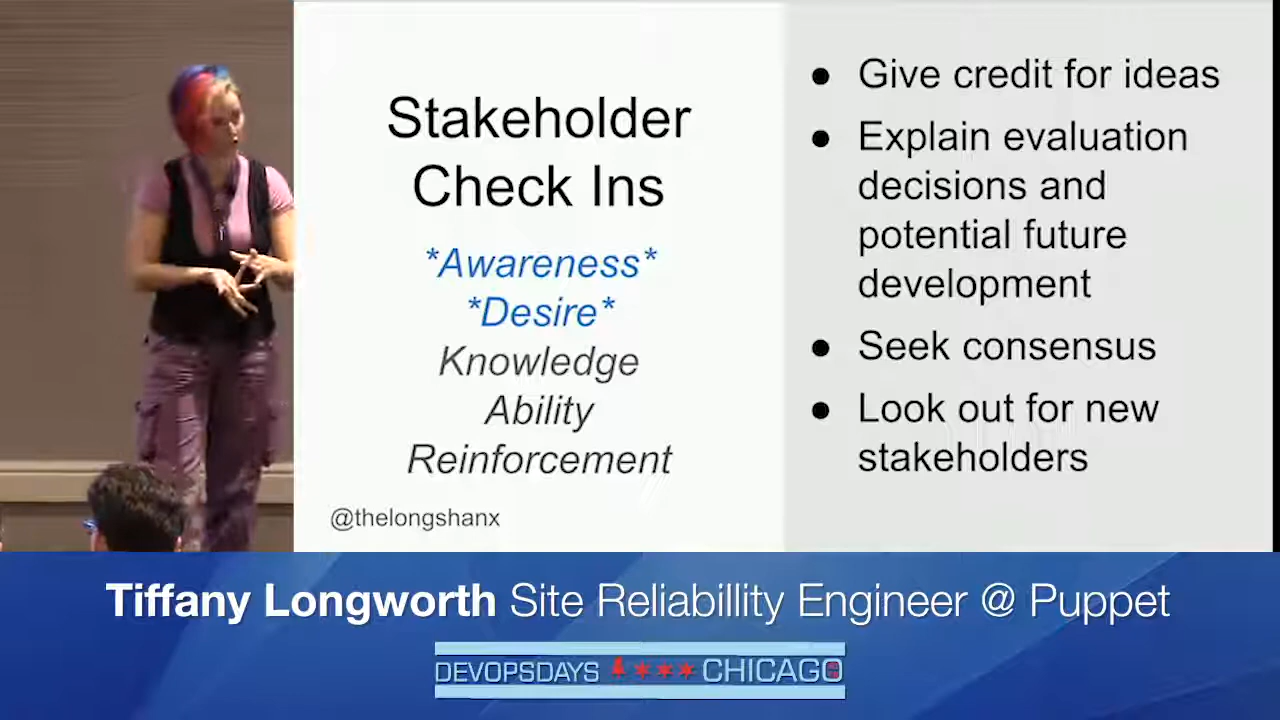 Stakeholder
Check Ins
*Awareness*
*Desire*
Knowledge
Ability
Reinforcement
@thelongshanx
● Give credit for ideas
● Explain evaluation
decisions and
potential future
development
● Seek consensus
● Look out for new
stakeholders
Tiffany Longworth Site Reliabillity Engineer @ Puppet
DEVOPSDAYS CHICAGO